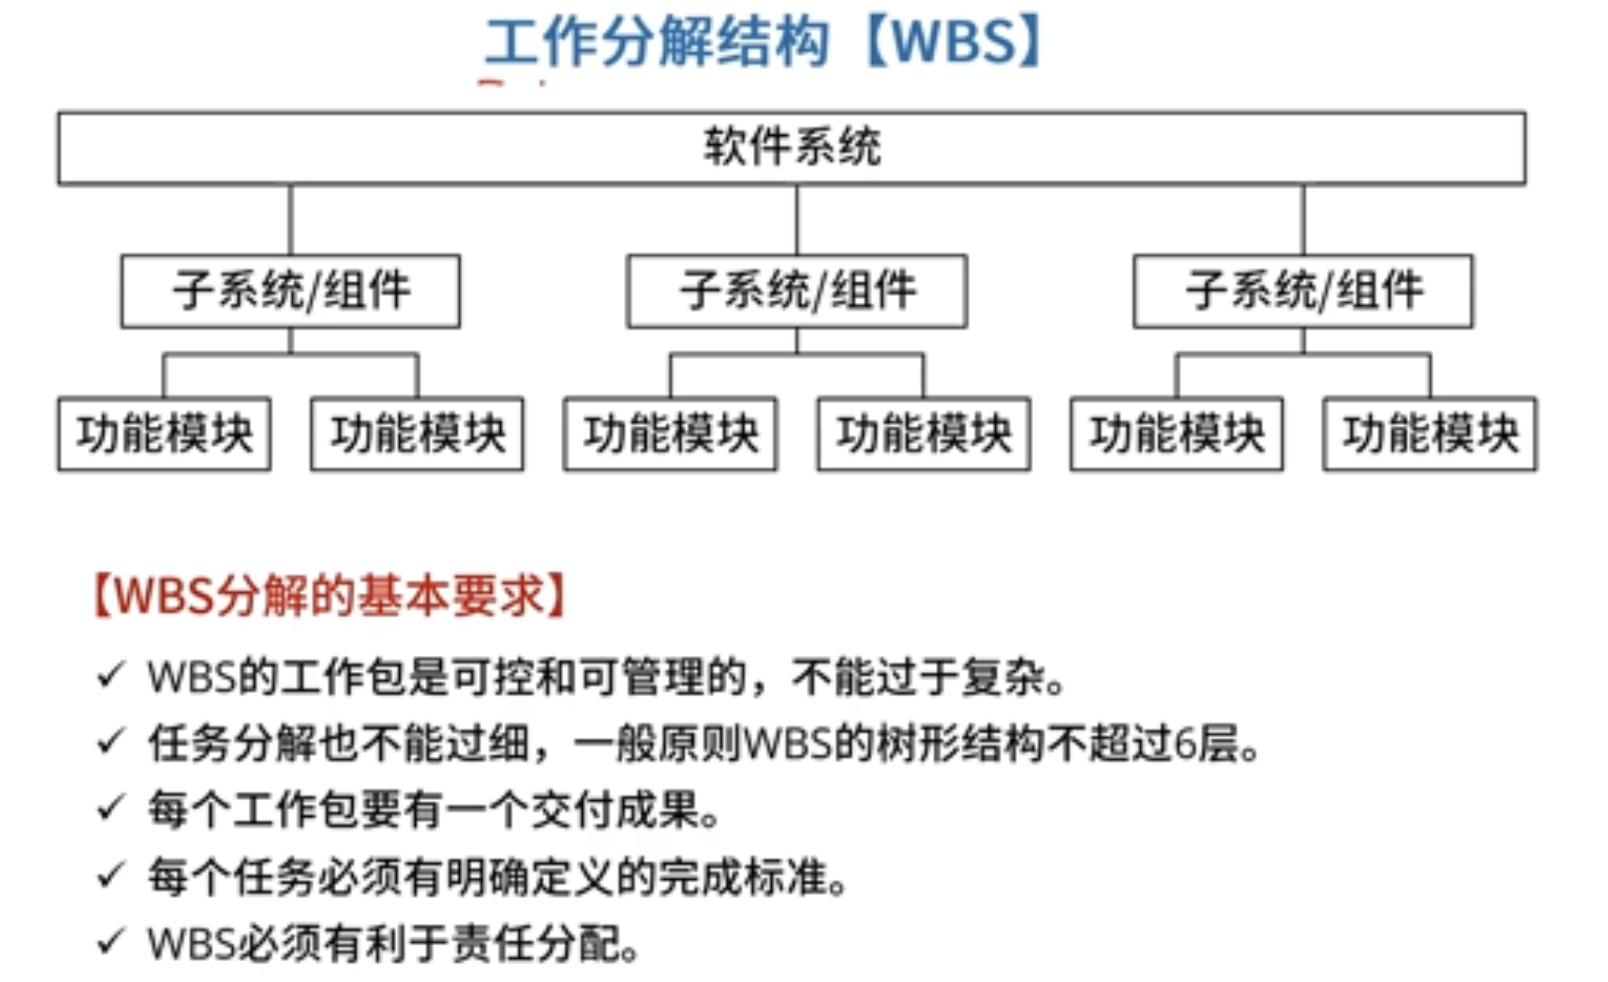 工作分解结构【WBS】
软件系统
子系统/组件 子系统/组件 子系统/组件
功能模块 功能模块 功能模块 功能模块 功能模块 功能模块
【WBS分解的基本要求】
✓ WBS的工作包是可控和可管理的，不能过于复杂。
✓ 任务分解也不能过细，一般原则WBS的树形结构不超过6层。
✓ 每个工作包要有一个交付成果。
✓ 每个任务必须有明确定义的完成标准。
✓ WBS必须有利于责任分配。